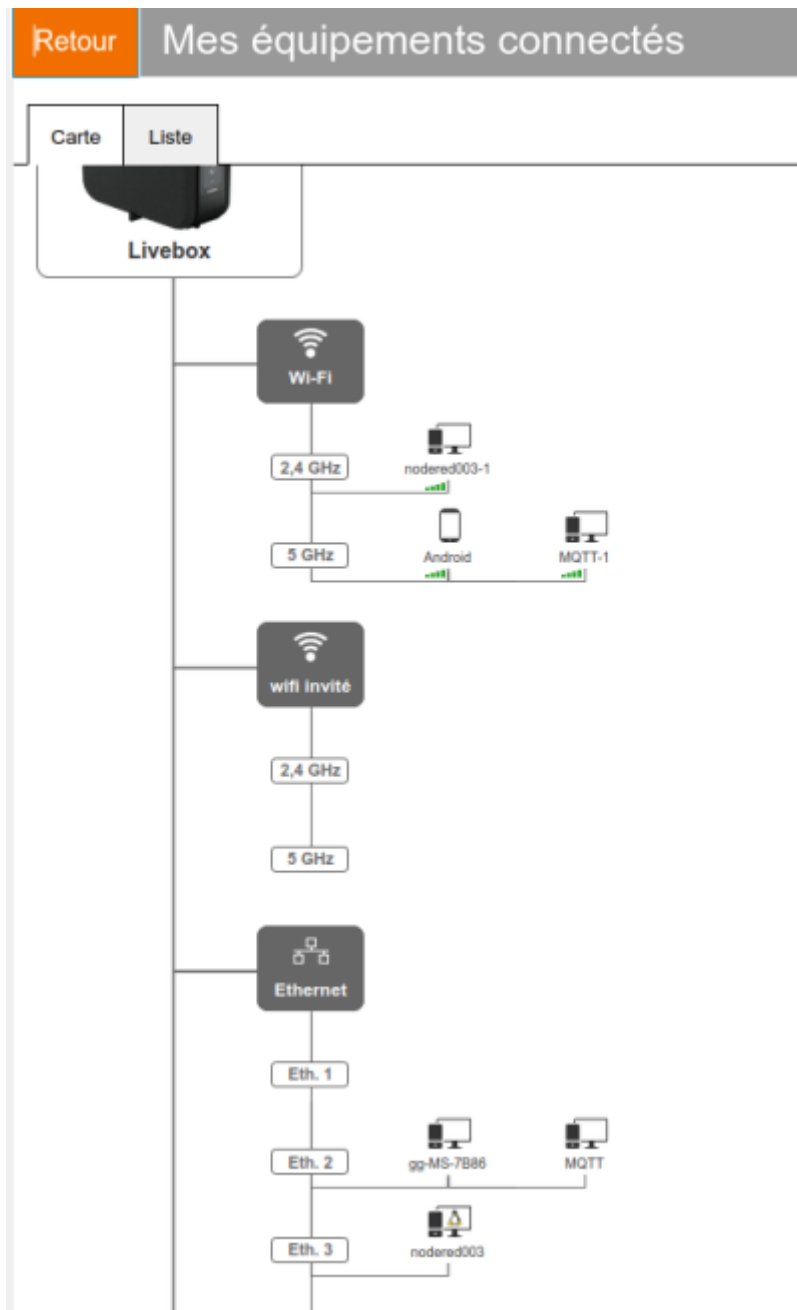 Retour
Mes équipements connectés
Carte
Liste
Livebox
Wi-Fi
2,4 GHz
nodered003-1
5 GHz
Android
MQTT-1
wifi invité
2,4 GHz
5 GHz
Ethernet
Eth. 1
Eth. 2
gg-MS-7B86
MQTT
Eth. 3
nodered003